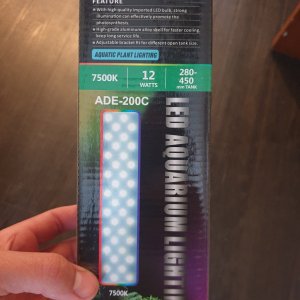 FEATURE
•With high quality imported LED bulb, strong
illumination can effectively promote the
photosynthesis.
•High-grade aluminum alloy shell for faster cooling,
keep long service life.
•Adjustable bracket fit for different open tank size.
AQUATIC PLANT LIGHTING
7500K
12
WATTS
280-
450
mm TANK
ADE-200C
LED AQUARIUM LIGHTI
7500K